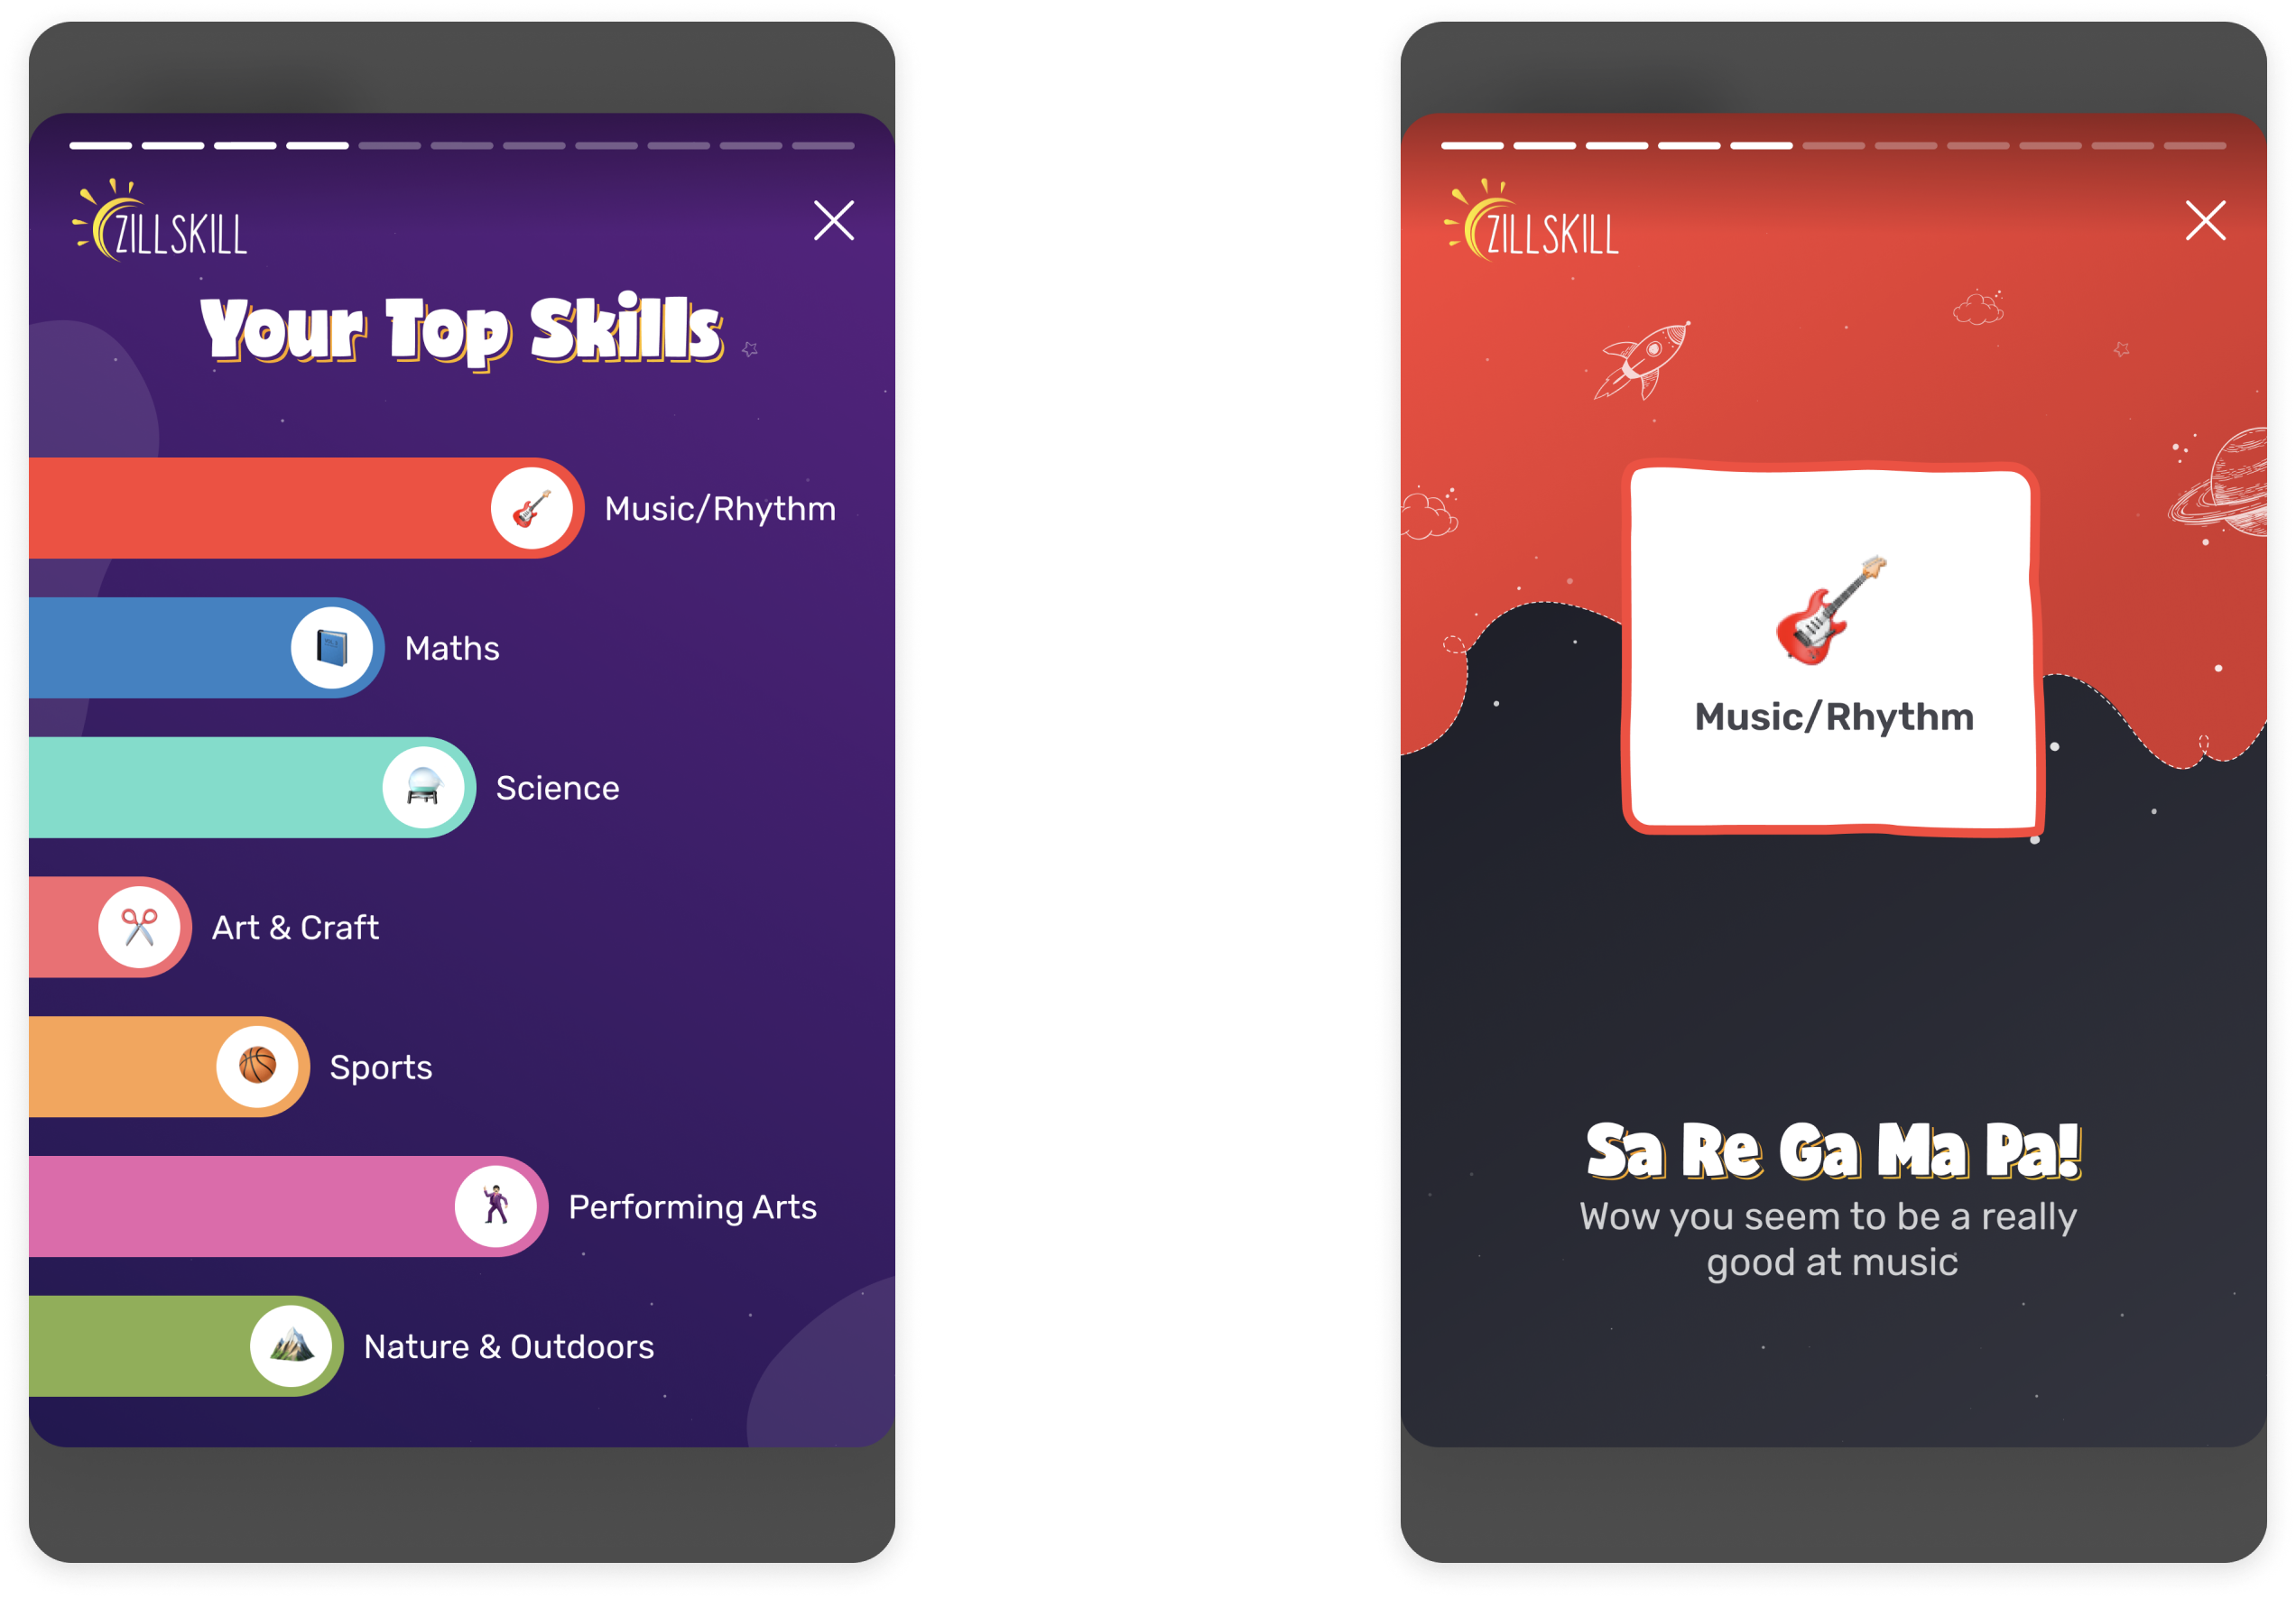 ZILLSKILL
Your Top Skills
Music/Rhythm
Maths
Science
Art & Craft
Sports
Performing Arts
Nature & Outdoors
ZILLSKILL
Music/Rhythm
Sa Re Ga Ma Pa!
Wow you seem to be a really
good at music